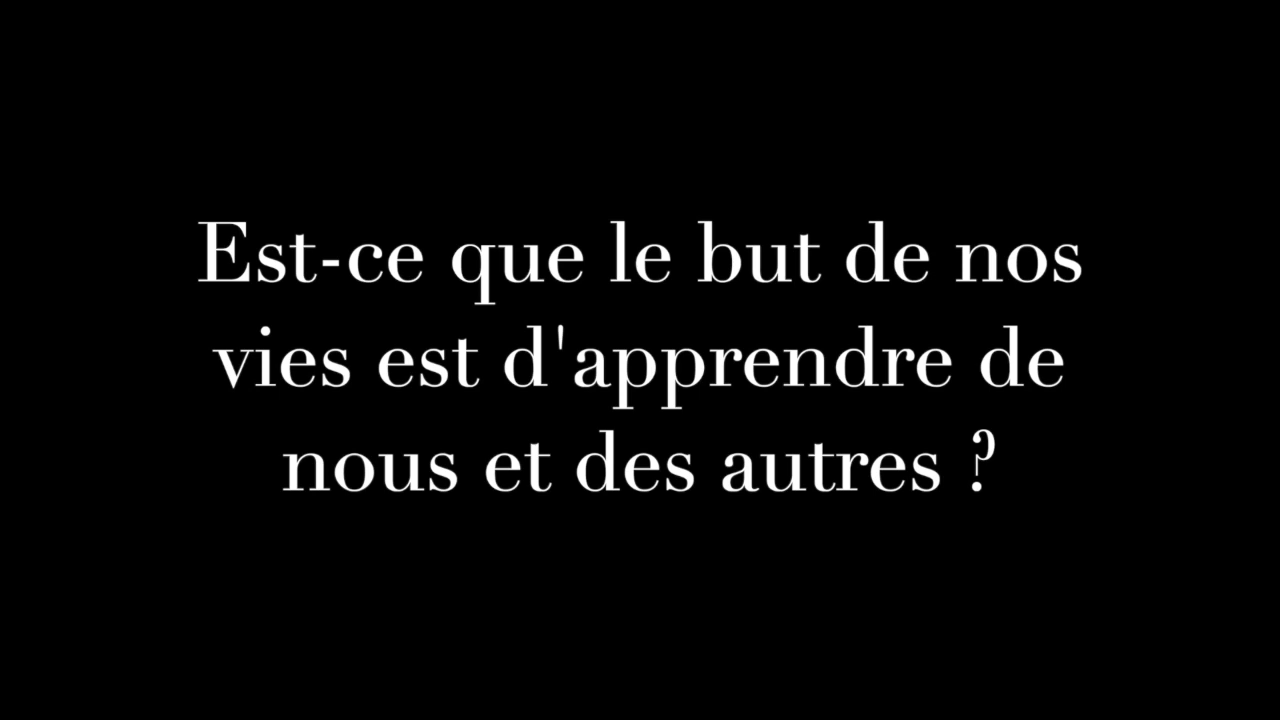 Est-ce que le but de nos
vies est d'apprendre de
nous et des autres ?